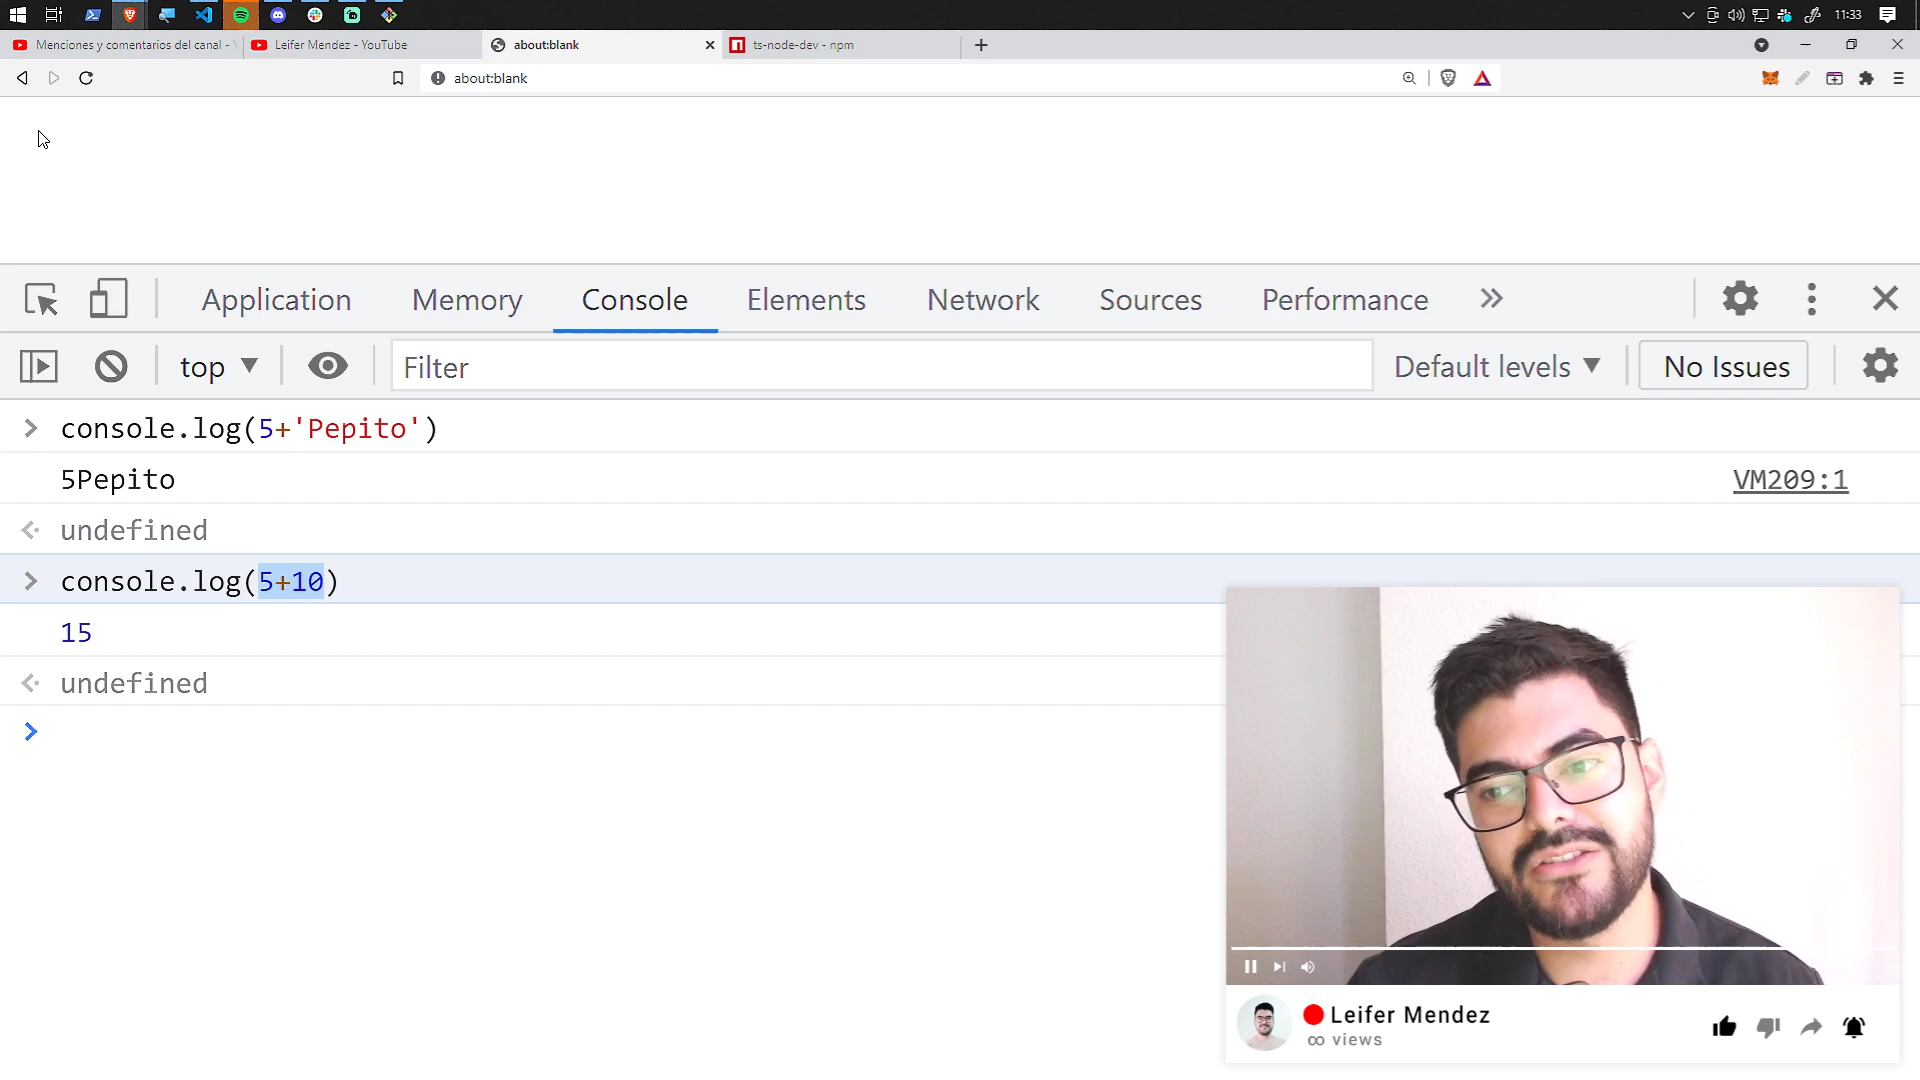 11:33
Menciones y comentarios del canal -
Leifer Mendez - YouTube
about:blank
ts-node-dev - npm
about:blank
Application
Memory
Console
Elements
Network
Sources
Performance
top
Filter
Default levels
No Issues
console.log(5+'Pepito')
5Pepito
VM209:1
undefined
console.log(5+10)
15
undefined
Leifer Mendez
∞ views